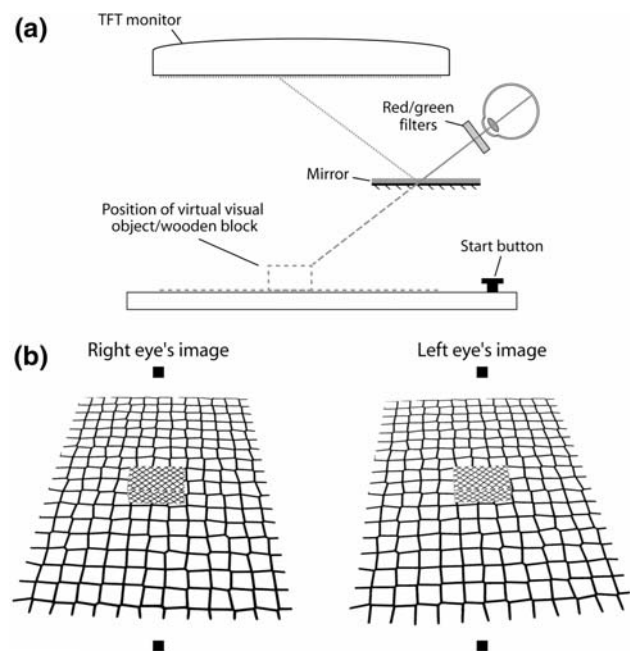 (a)
TFT monitor
Red/green
filters
Mirror
Position of virtual visual
object/wooden block
Start button
(b)
Right eye's image
Left eye's image